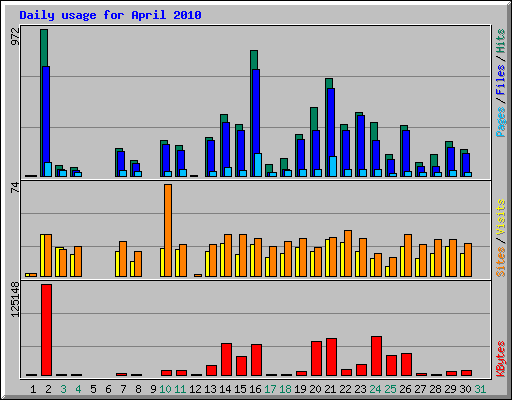 Daily usage for April 2010
972
Pages / Files / Hits
74
Sites / Visits
125148
KBytes
1 2 3 4 5 6 7 8 9 10 11 12 13 14 15 16 17 18 19 20 21 22 23 24 25 26 27 28 29 30 31